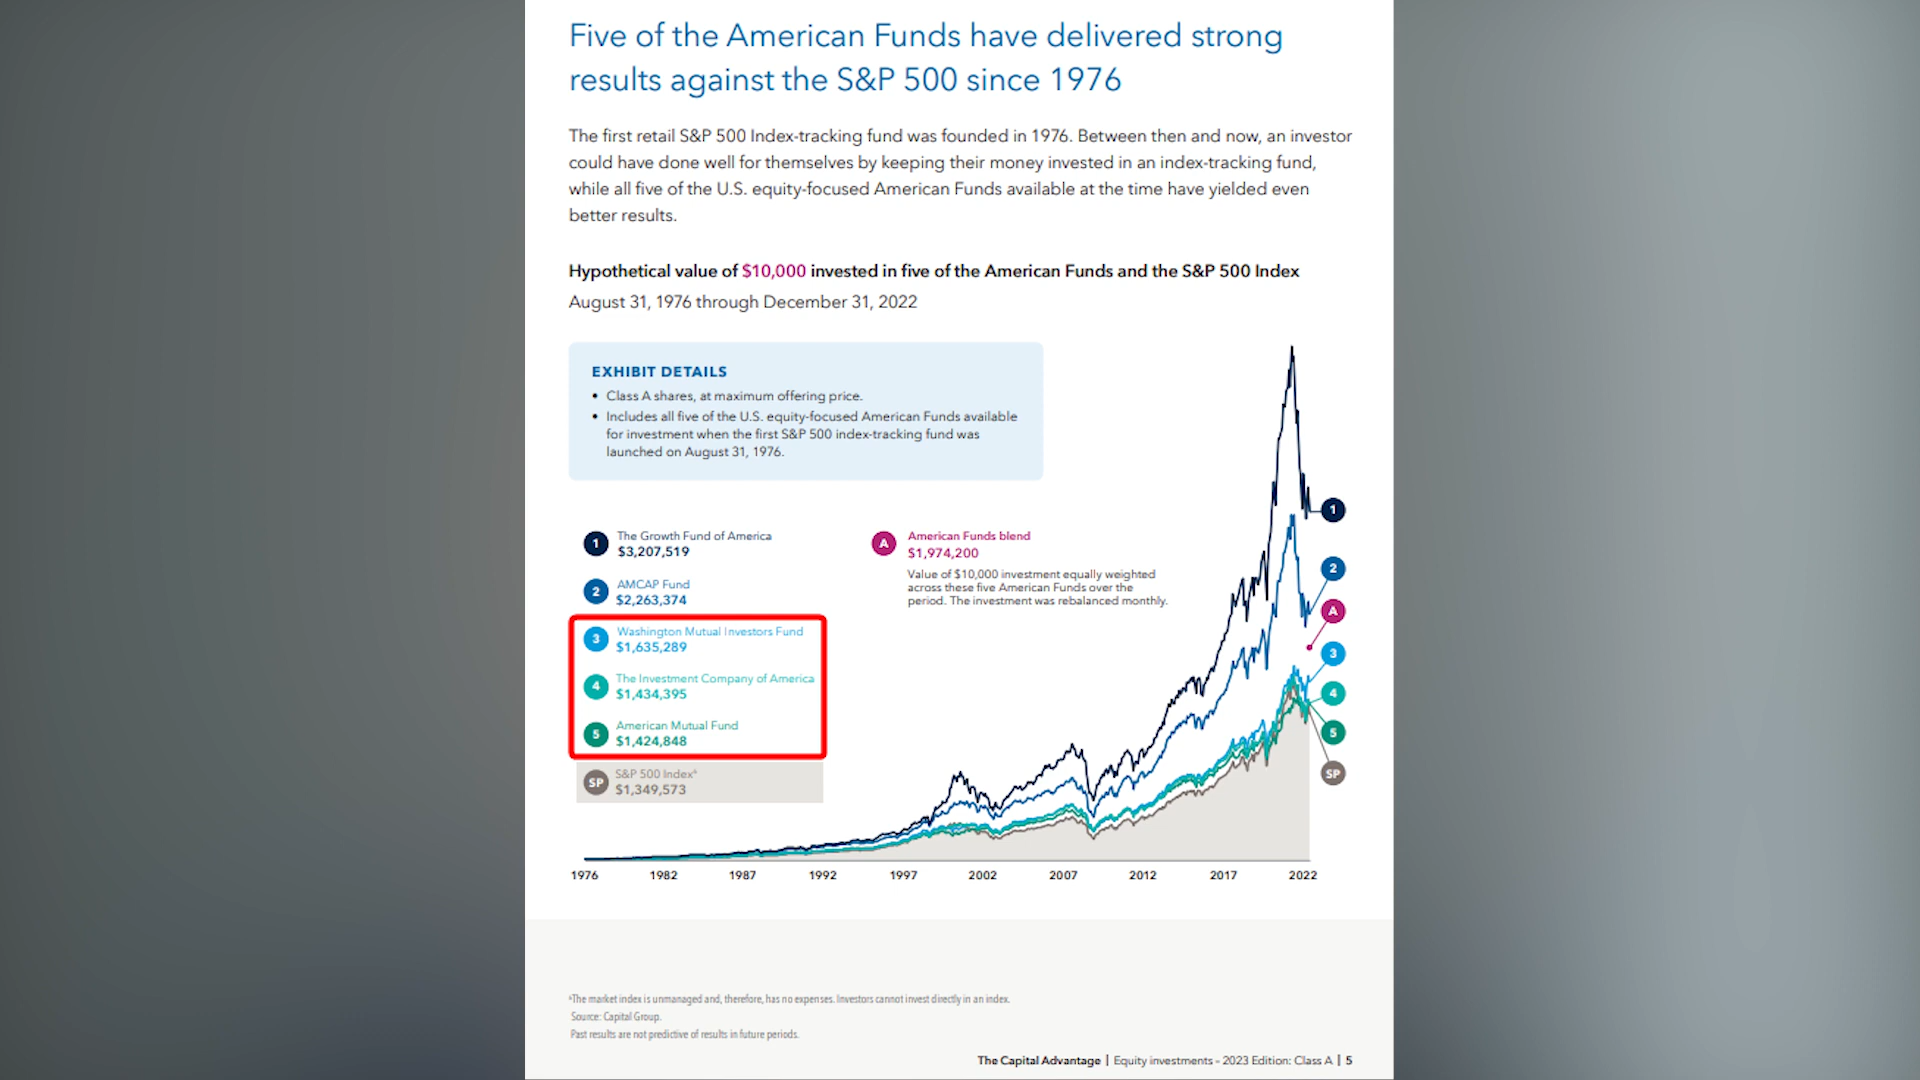 Five of the American Funds have delivered strong
results against the S&P 500 since 1976
The first retail S&P 500 Index-tracking fund was founded in 1976. Between then and now, an investor
could have done well for themselves by keeping their money invested in an index-tracking fund,
while all five of the U.S. equity-focused American Funds available at the time have yielded even
better results.
Hypothetical value of $10,000 invested in five of the American Funds and the S&P 500 Index
August 31, 1976 through December 31, 2022
EXHIBIT DETAILS
• Class A shares, at maximum offering price.
• Includes all five of the U.S. equity-focused American Funds available
for investment when the first S&P 500 index-tracking fund was
launched on August 31, 1976.
1 The Growth Fund of America
$3,207,519
2 AMCAP Fund
$2,263,374
3 Washington Mutual Investors Fund
$1,635,289
4 The Investment Company of America
$1,434,395
5 American Mutual Fund
$1,424,848
SP S&P 500 Index^
$1,349,573
A American Funds blend
$1,974,200
Value of $10,000 investment equally weighted
across these five American Funds over the
period. The investment was rebalanced monthly.
1
2
A
3
4
5
SP
1976 1982 1987 1992 1997 2002 2007 2012 2017 2022
^The market index is unmanaged and, therefore, has no expenses. Investors cannot invest directly in an index.
Source: Capital Group.
Past results are not predictive of results in future periods.
The Capital Advantage | Equity investments – 2023 Edition: Class A | 5